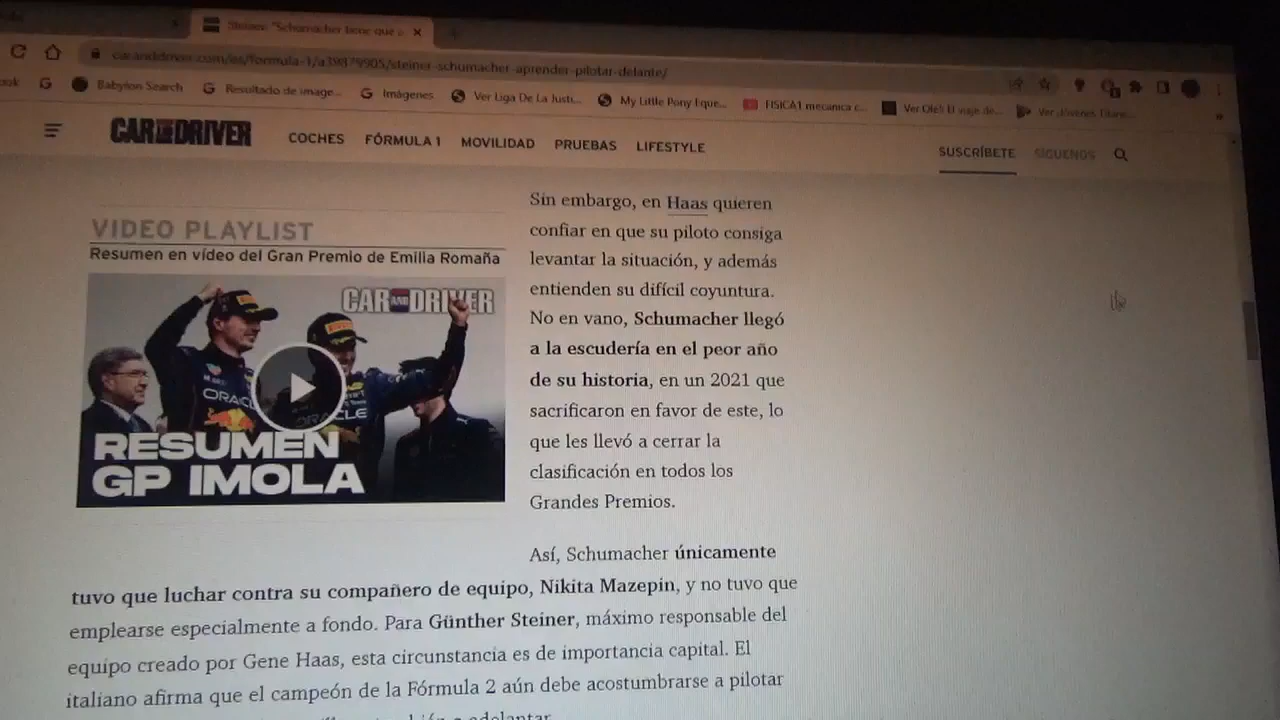 Steiner: "Schumacher tiene que a
caranddriver.com/es/formula-1/a39879905/steiner-schumacher-aprender-pilotar-delante/
ook
Babylon Search
Resultado de image...
Imágenes
Ver Liga De La Justi...
My Little Pony Eque...
FISICA1 mecanica c...
Ver Ole! El viaje de...
Ver ¡Jóvenes Titane...
»
CAR AND DRIVER
COCHES
FÓRMULA 1
MOVILIDAD
PRUEBAS
LIFESTYLE
SUSCRÍBETE
SÍGUENOS
VIDEO PLAYLIST
Resumen en vídeo del Gran Premio de Emilia Romaña
CAR AND DRIVER
ORACLE
ORACLE
RESUMEN
GP IMOLA
Sin embargo, en Haas quieren
confiar en que su piloto consiga
levantar la situación, y además
entienden su difícil coyuntura.
No en vano, Schumacher llegó
a la escudería en el peor año
de su historia, en un 2021 que
sacrificaron en favor de este, lo
que les llevó a cerrar la
clasificación en todos los
Grandes Premios.
Así, Schumacher únicamente
tuvo que luchar contra su compañero de equipo, Nikita Mazepin, y no tuvo que
emplearse especialmente a fondo. Para Günther Steiner, máximo responsable del
equipo creado por Gene Haas, esta circunstancia es de importancia capital. El
italiano afirma que el campeón de la Fórmula 2 aún debe acostumbrarse a pilotar
adelantar